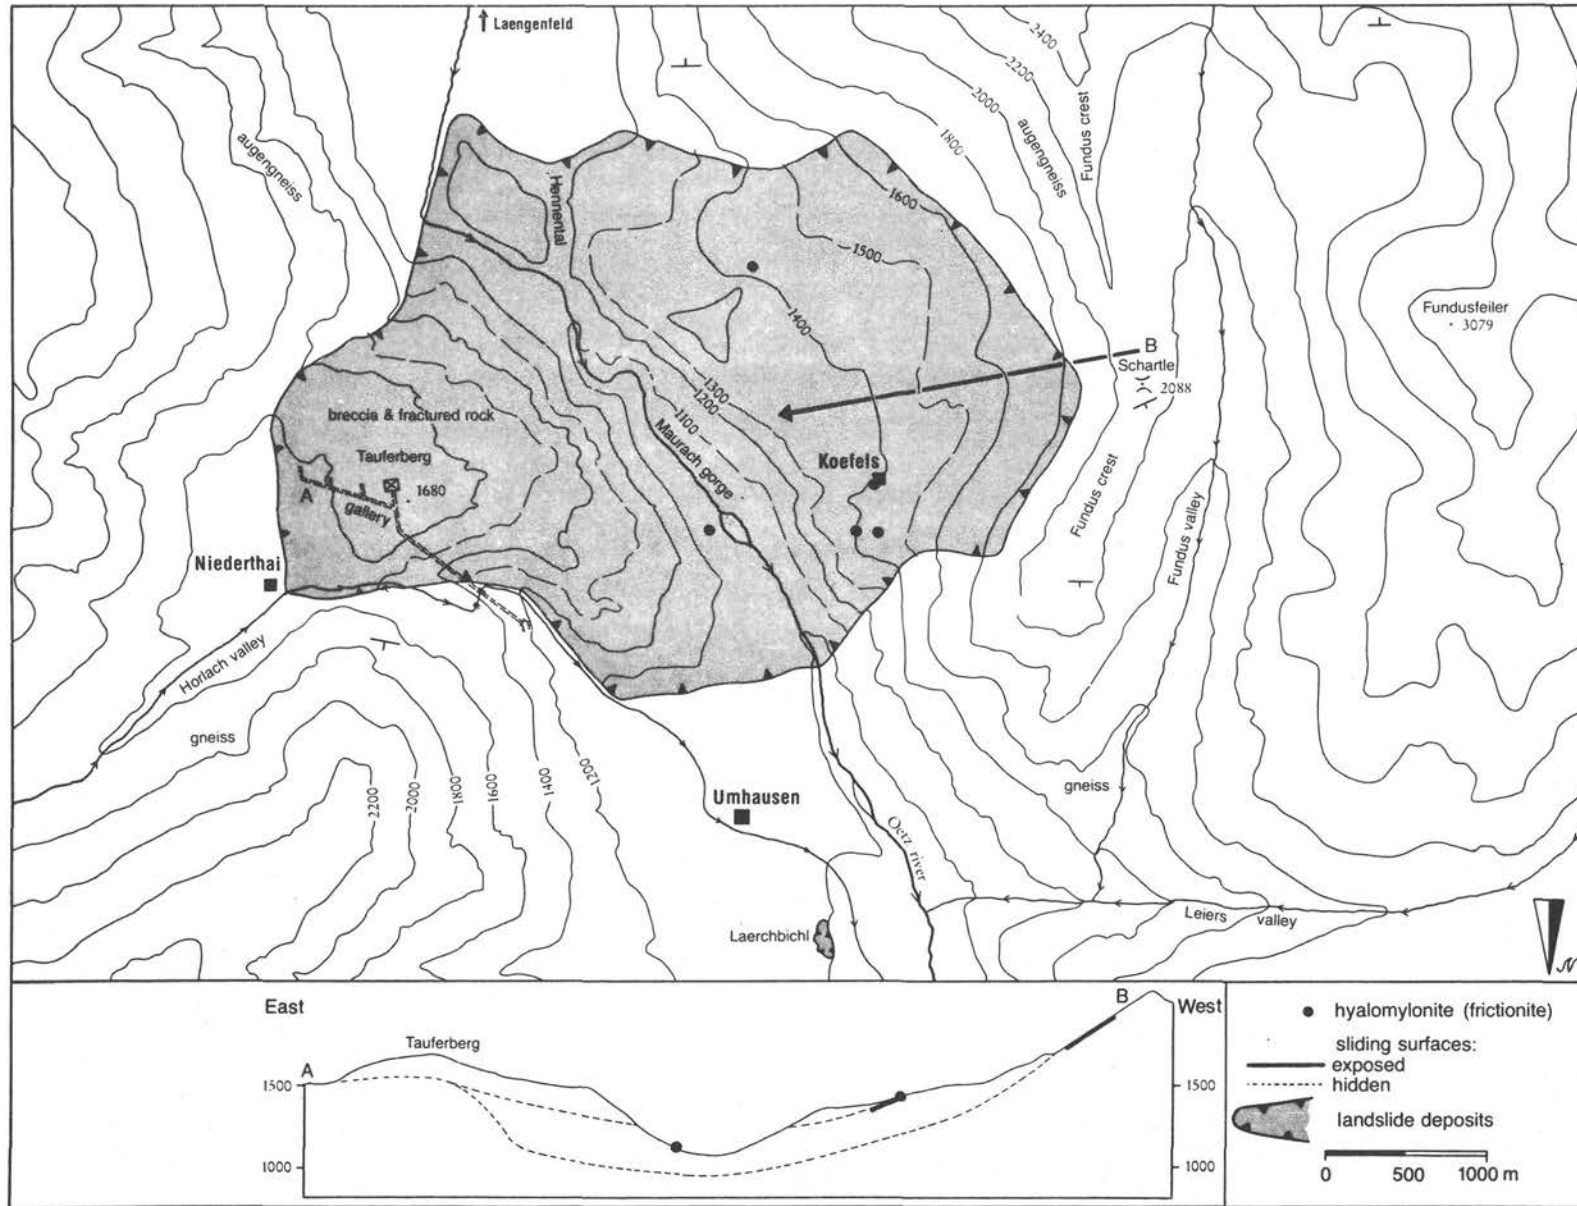 Laengenfeld
2400
2200
2000
1800
augengneiss
Fundus crest
augengneiss
Hennental
1600
1500
1400
Fundusfeiler
3079
B
Schartle
2088
1300
1200
1100
breccia & fractured rock
Maurach gorge
Tauferberg
Koefels
A
1680
gallery
Fundus crest
Fundus valley
Niederthai
Horlach valley
gneiss
2200
2000
1800
1600
1400
1200
gneiss
Umhausen
Oetz river
Leiers valley
Laerchbichl
N
East
B
West
Tauferberg
A
1500
1500
1000
1000
hyalomylonite (frictionite)
sliding surfaces:
exposed
hidden
landslide deposits
0 500 1000 m